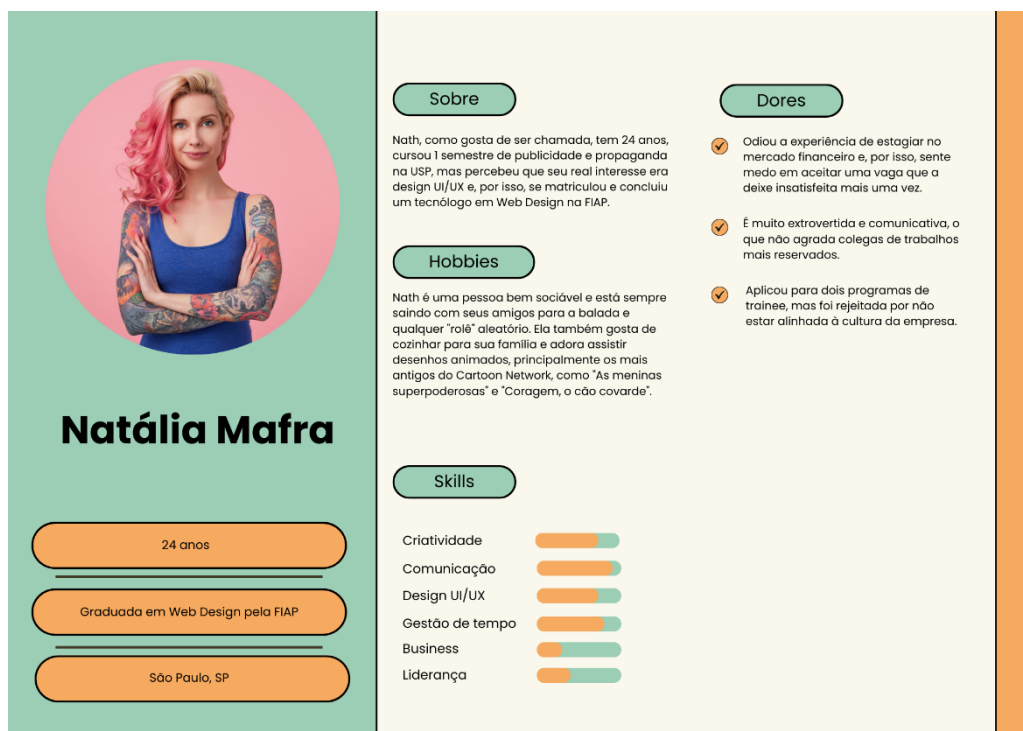 Natália Mafra
24 anos
Graduada em Web Design pela FIAP
São Paulo, SP
Sobre
Nath, como gosta de ser chamada, tem 24 anos,
cursou 1 semestre de publicidade e propaganda
na USP, mas percebeu que seu real interesse era
design UI/UX e, por isso, se matriculou e concluiu
um tecnólogo em Web Design na FIAP.
Hobbies
Nath é uma pessoa bem sociável e está sempre
saindo com seus amigos para a balada e
qualquer "rolê" aleatório. Ela também gosta de
cozinhar para sua família e adora assistir
desenhos animados, principalmente os mais
antigos do Cartoon Network, como "As meninas
superpoderosas" e "Coragem, o cão covarde".
Skills
Criatividade
Comunicação
Design UI/UX
Gestão de tempo
Business
Liderança
Dores
Odiou a experiência de estagiar no
mercado financeiro e, por isso, sente
medo em aceitar uma vaga que a
deixe insatisfeita mais uma vez.
É muito extrovertida e comunicativa, o
que não agrada colegas de trabalhos
mais reservados.
Aplicou para dois programas de
trainee, mas foi rejeitada por não
estar alinhada à cultura da empresa.